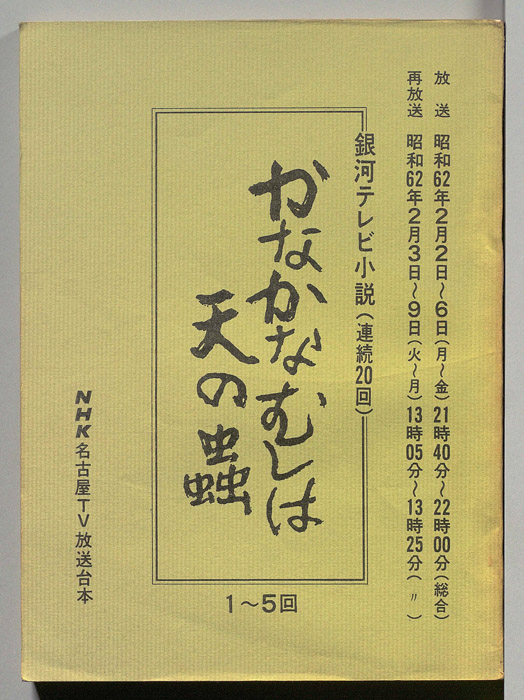 放送 昭和62年2月2日〜6日(月〜金)21時40分〜22時00分(総合)
再放送 昭和62年2月3日〜9日(火〜月)13時05分〜13時25分(〃)
銀河テレビ小説(連続20回)
かなかなむしは
天の蟲
1〜5回
NHK名古屋TV放送台本